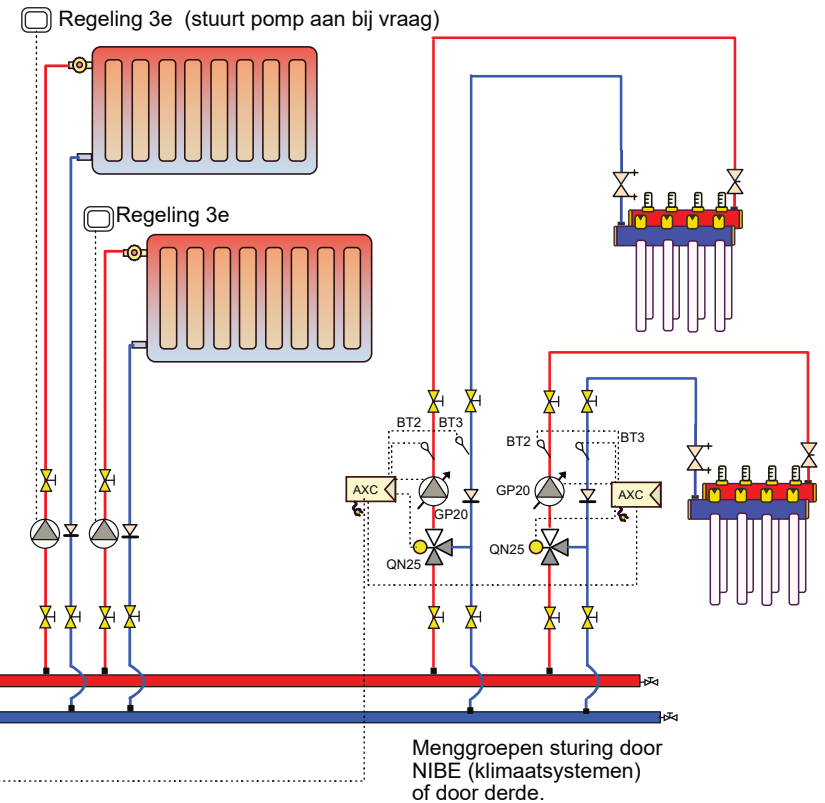 Regeling 3e (stuurt pomp aan bij vraag)
Regeling 3e
BT2 BT3
BT2 BT3
AXC
GP20
GP20
AXC
QN25
QN25
Menggroepen sturing door
NIBE (klimaatsystemen)
of door derde.